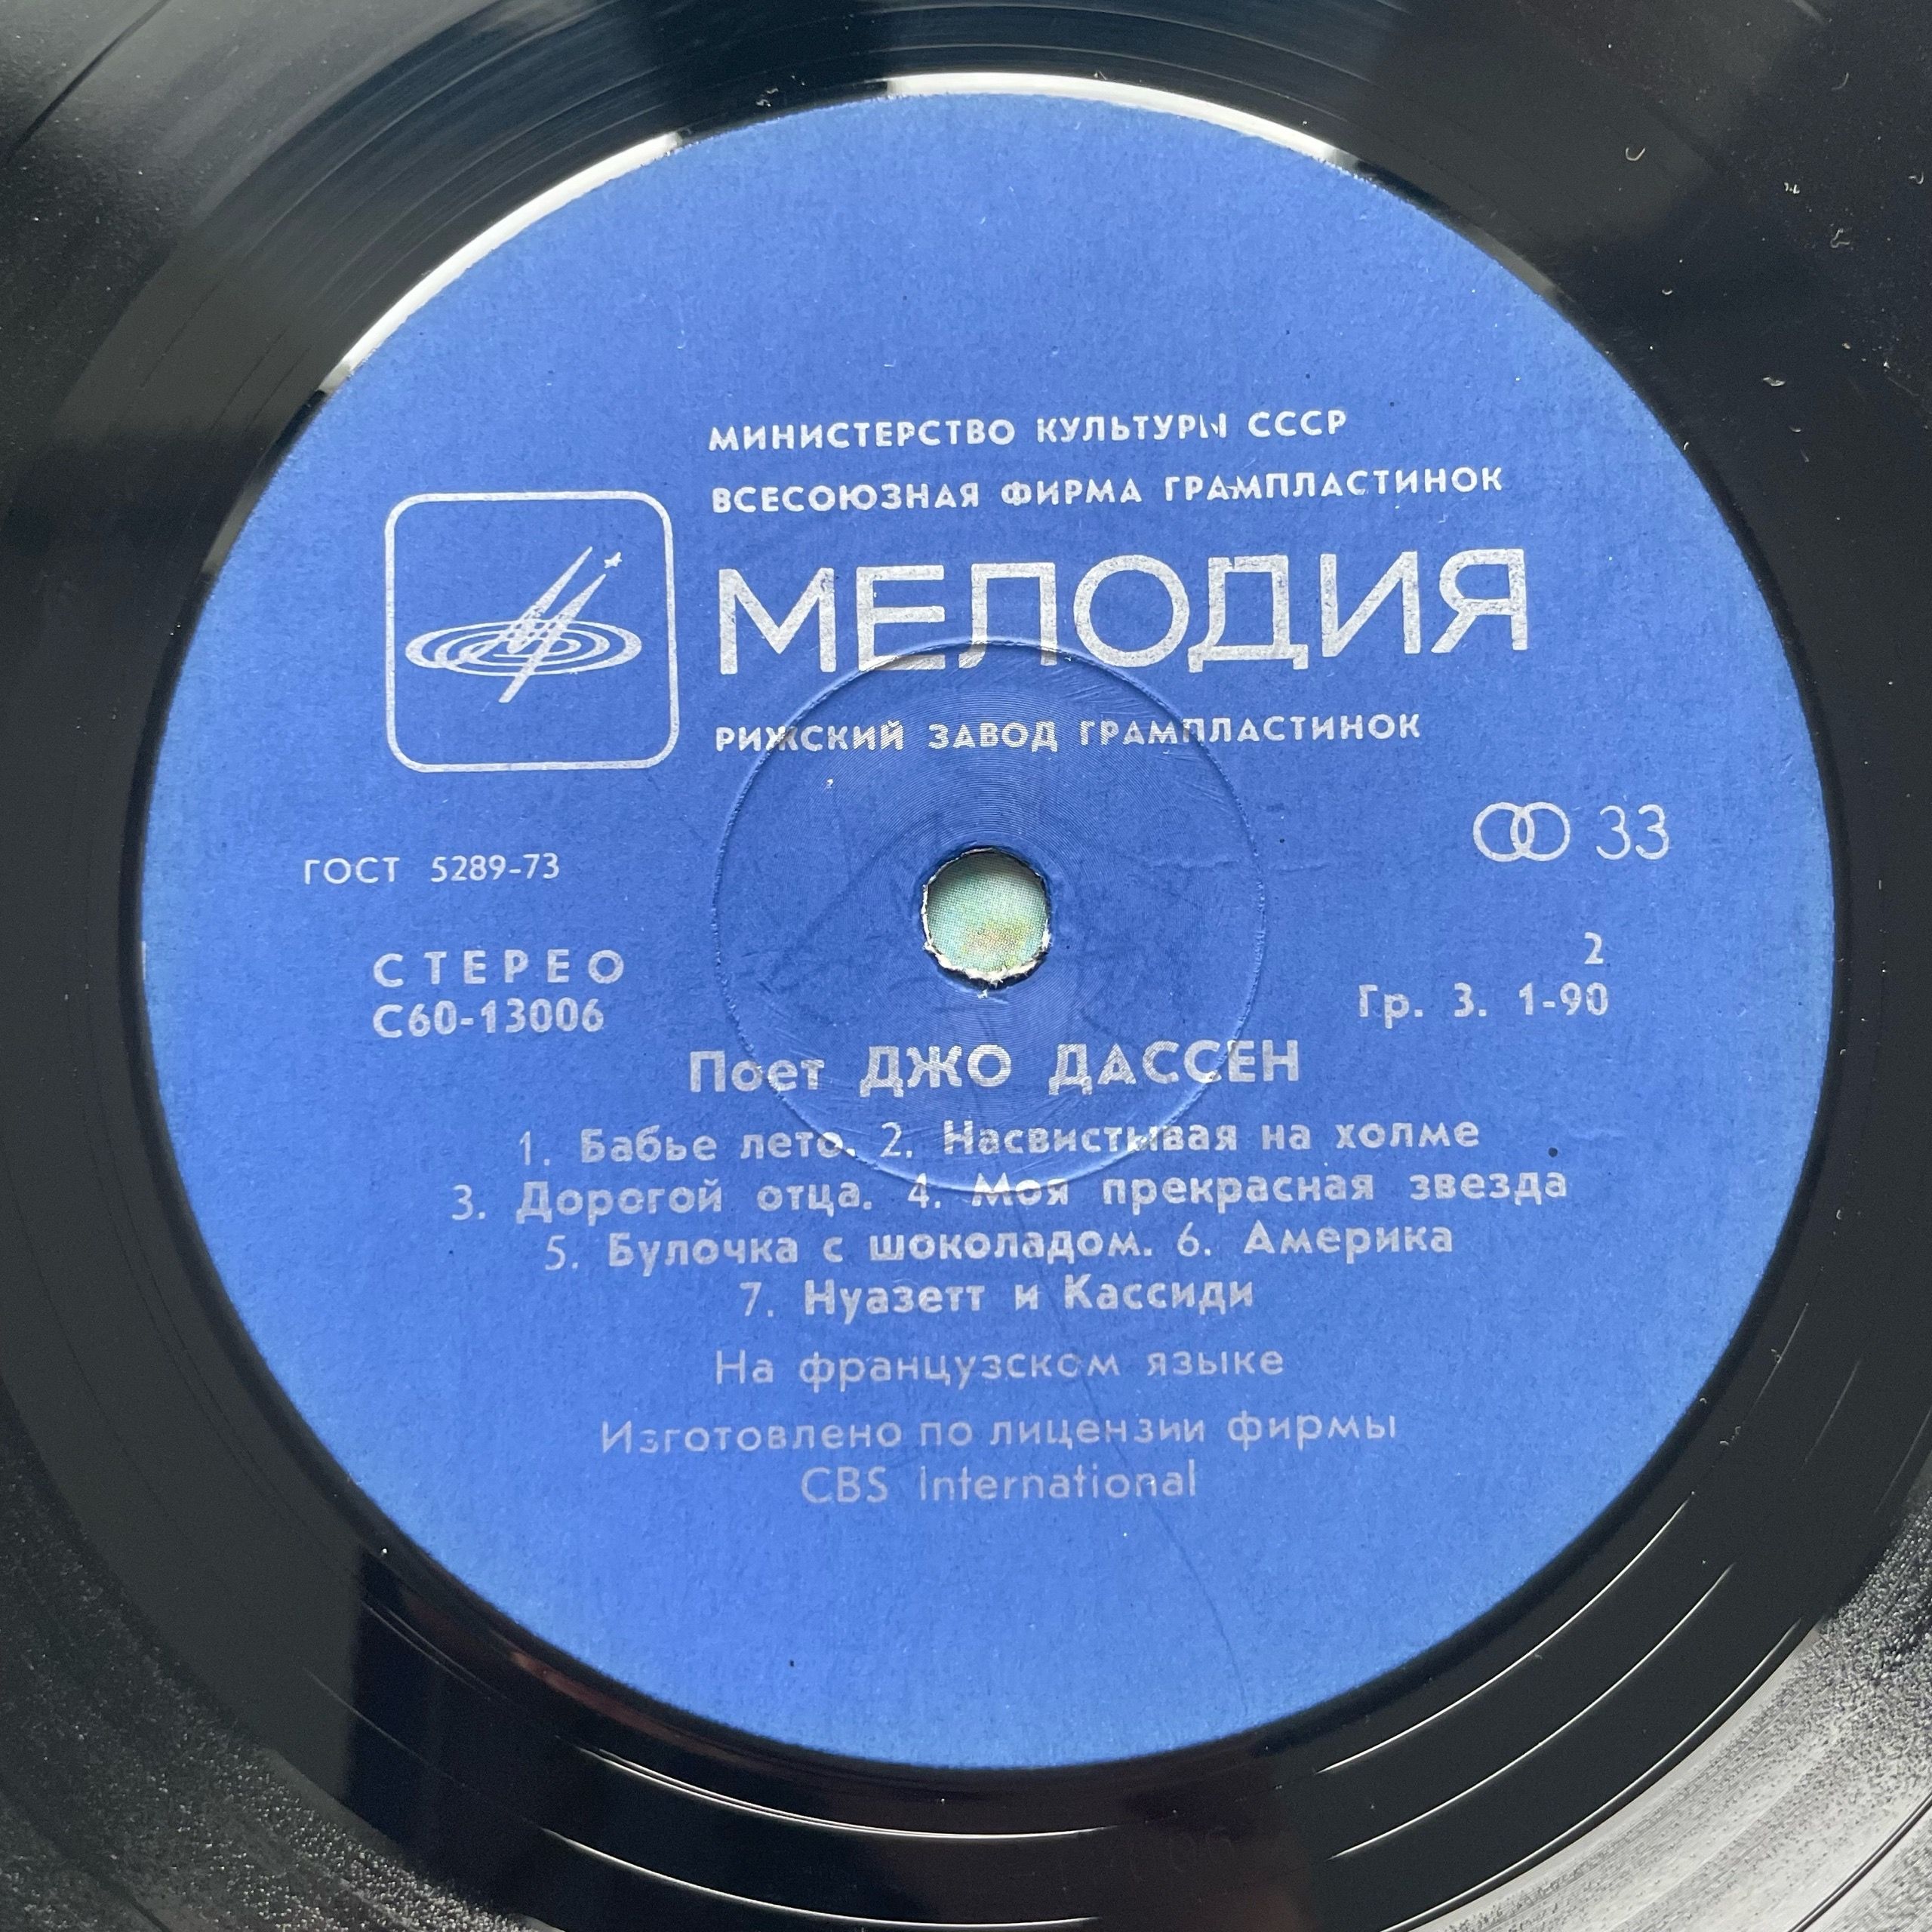 МИНИСТЕРСТВО КУЛЬТУРЫ СССР
ВСЕСОЮЗНАЯ ФИРМА ГРАМПЛАСТИНОК
МЕЛОДИЯ
РИЖСКИЙ ЗАВОД ГРАМПЛАСТИНОК
33
ГОСТ 5289-73
2
СТЕРЕО
С60-13006
Гр. 3. 1-90
Поет ДЖО ДАССЕН
1. Бабье лето. 2. Насвистывая на холме
3. Дорогой отца. 4. Моя прекрасная звезда
5. Булочка с шоколадом. 6. Америка
7. Нуазетт и Кассиди
На французском языке
Изготовлено по лицензии фирмы
CBS International